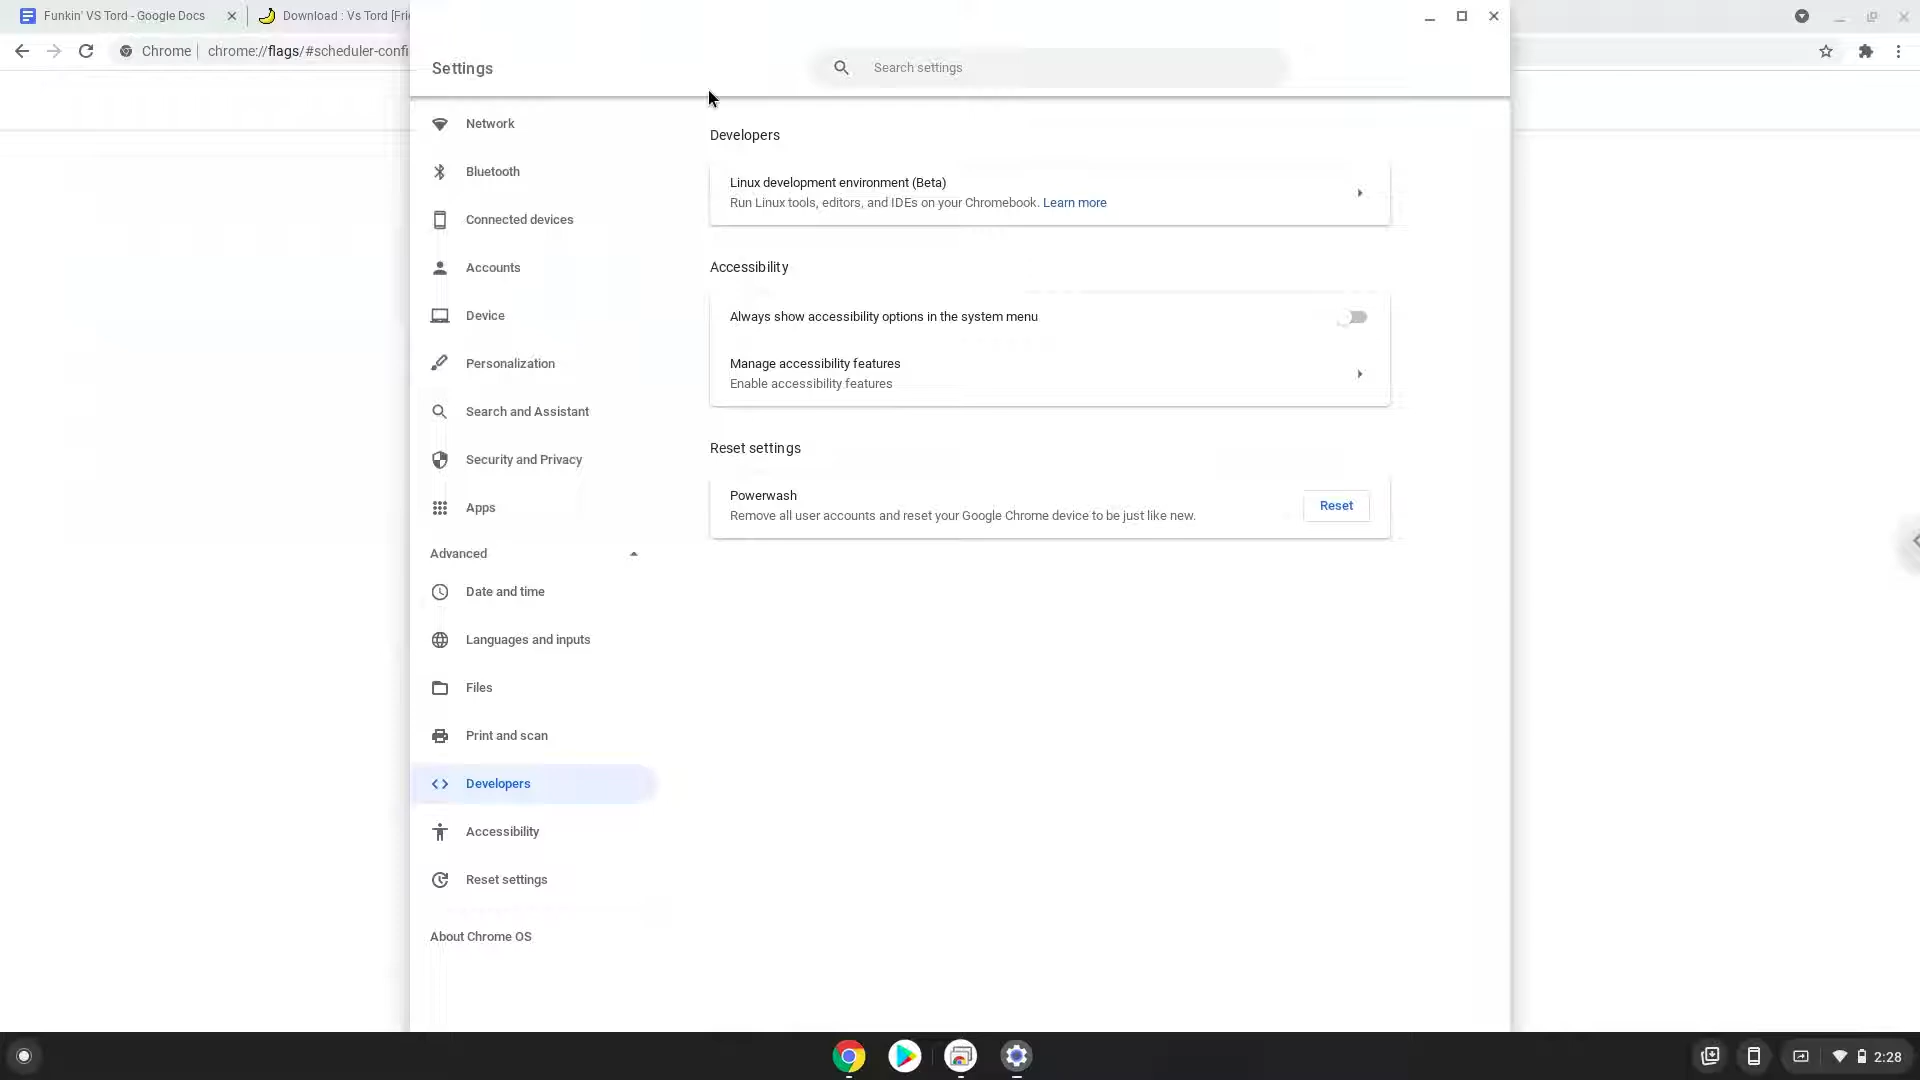 Funkin' VS Tord - Google Docs
Download : Vs Tord [Fri
Chrome
chrome://flags/#scheduler-confi
Settings
Search settings
Network
Bluetooth
Connected devices
Accounts
Device
Personalization
Search and Assistant
Security and Privacy
Apps
Advanced
Date and time
Languages and inputs
Files
Print and scan
Developers
Accessibility
Reset settings
About Chrome OS
Developers
Linux development environment (Beta)
Run Linux tools, editors, and IDEs on your Chromebook. Learn more
Accessibility
Always show accessibility options in the system menu
Manage accessibility features
Enable accessibility features
Reset settings
Powerwash
Remove all user accounts and reset your Google Chrome device to be just like new.
Reset
2:28